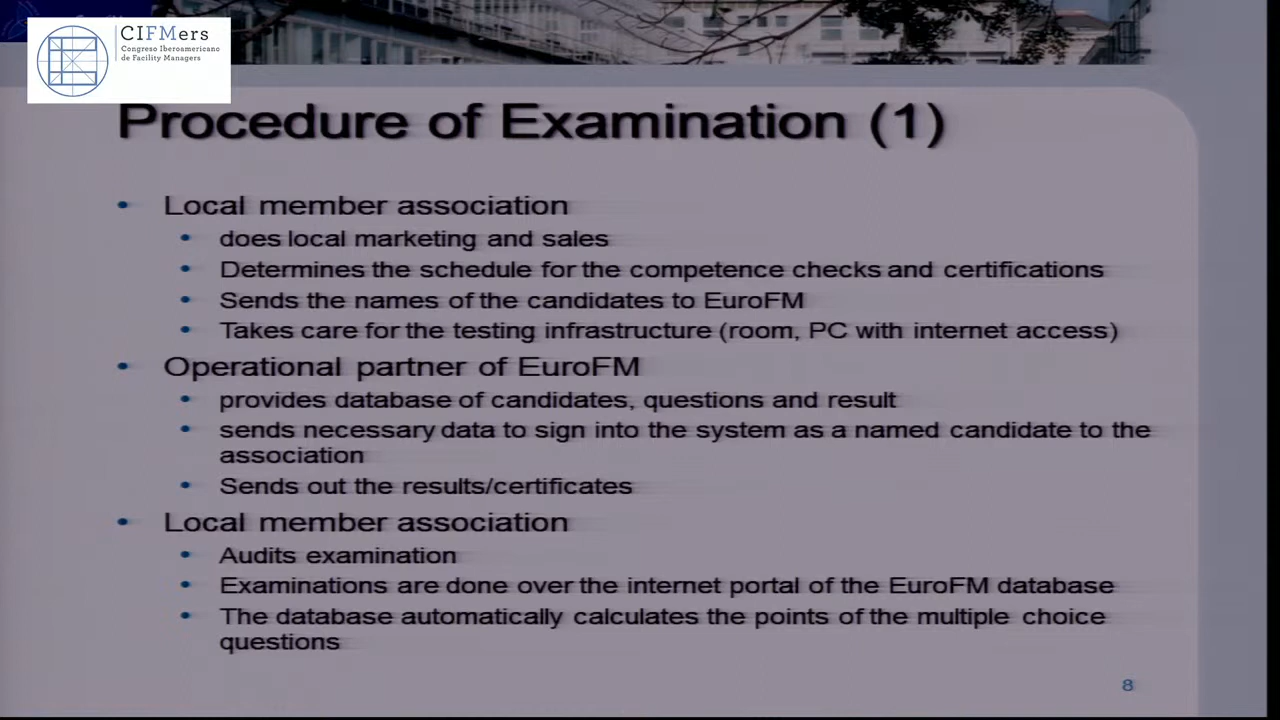 CIFMers
Congreso Iberoamericano
de Facility Managers
Procedure of Examination (1)
Local member association
does local marketing and sales
Determines the schedule for the competence checks and certifications
Sends the names of the candidates to EuroFM
Takes care for the testing infrastructure (room, PC with internet access)
Operational partner of EuroFM
provides database of candidates, questions and result
sends necessary data to sign into the system as a named candidate to the
association
Sends out the results/certificates
Local member association
Audits examination
Examinations are done over the internet portal of the EuroFM database
The database automatically calculates the points of the multiple choice
questions
8